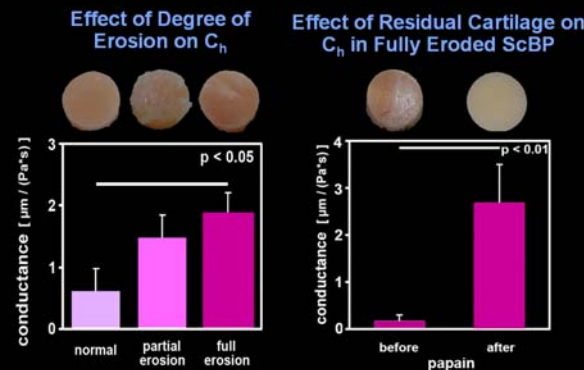 Effect of Degree of
Erosion on Ch
Effect of Residual Cartilage on
Ch in Fully Eroded ScBP
conductance [ µm / (Pa*s) ]
3
2
1
0
p < 0.05
normal
partial
erosion
full
erosion
conductance [ µm / (Pa*s) ]
4
3
2
1
0
p < 0.01
before
after
papain